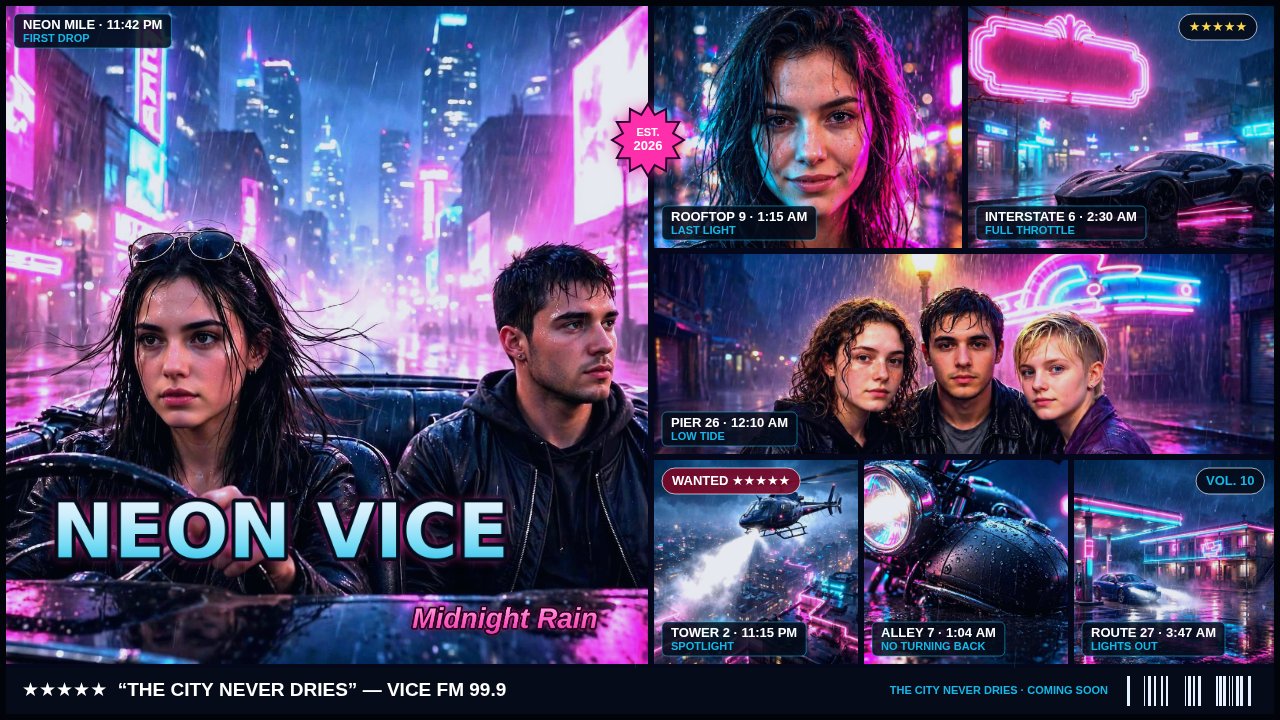 NEON MILE · 11:42 PM
FIRST DROP
EST.
2026
NEON VICE
Midnight Rain
ROOFTOP 9 · 1:15 AM
LAST LIGHT
★★★★★
INTERSTATE 6 · 2:30 AM
FULL THROTTLE
PIER 26 · 12:10 AM
LOW TIDE
WANTED ★★★★★
TOWER 2 · 11:15 PM
SPOTLIGHT
ALLEY 7 · 1:04 AM
NO TURNING BACK
VOL. 10
ROUTE 27 · 3:47 AM
LIGHTS OUT
★★★★★ “THE CITY NEVER DRIES” — VICE FM 99.9
THE CITY NEVER DRIES · COMING SOON